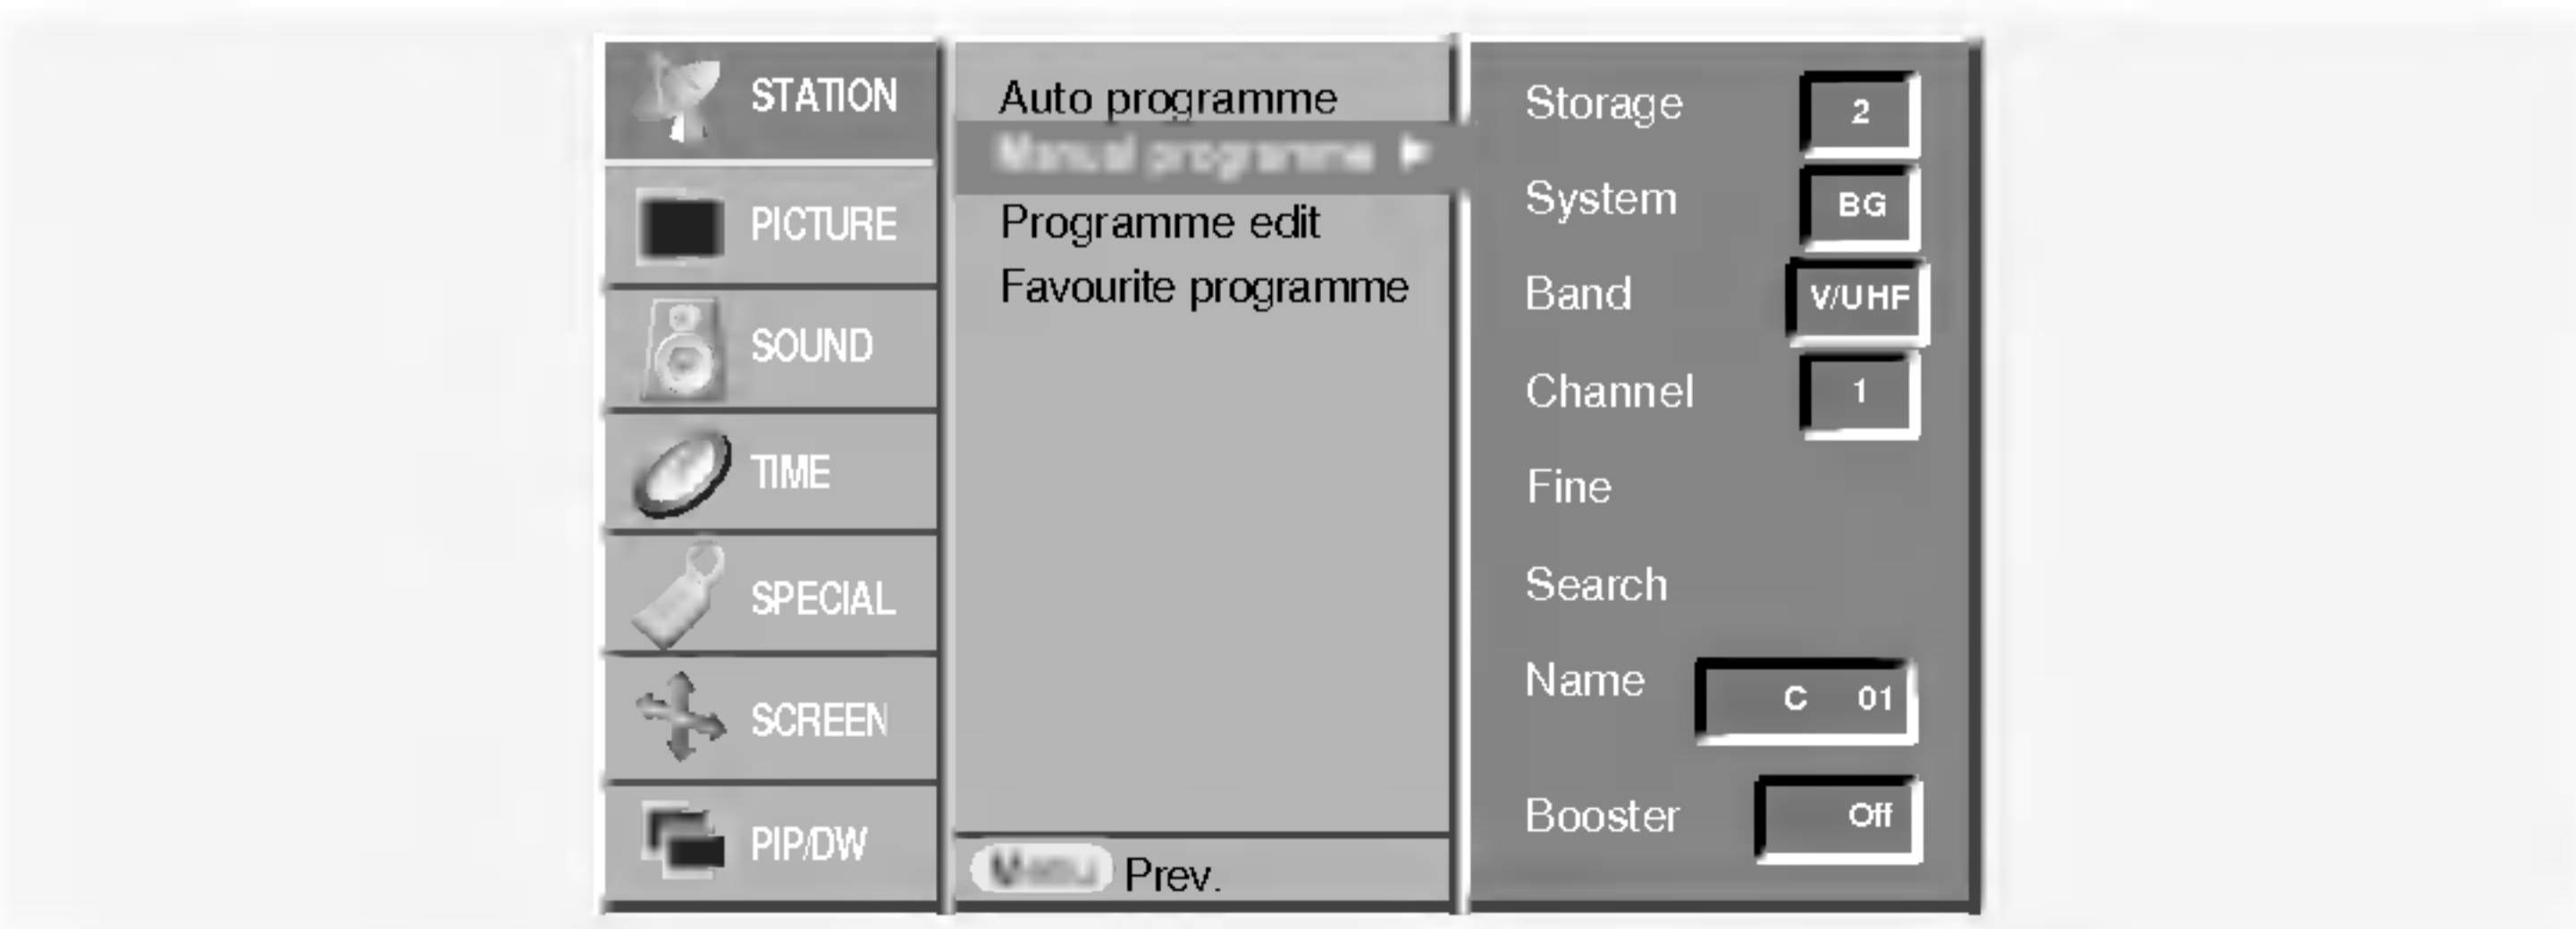 STATION
PICTURE
SOUND
TIME
SPECIAL
SCREEN
PIP/DW
Auto programme
Manual programme
Programme edit
Favourite programme
Menu Prev.
Storage 2
System BG
Band V/UHF
Channel 1
Fine
Search
Name C 01
Booster Off